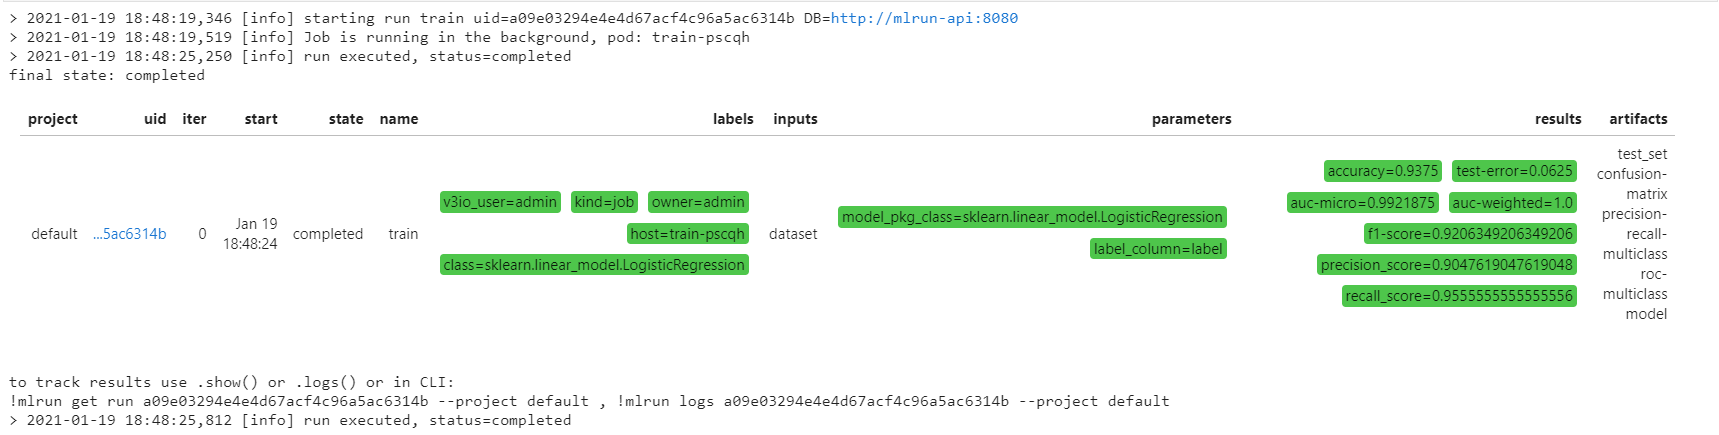 > 2021-01-19 18:48:19,346 [info] starting run train uid=a09e03294e4e4d67acf4c96a5ac6314b DB=http://mlrun-api:8080
> 2021-01-19 18:48:19,519 [info] Job is running in the background, pod: train-pscqh
> 2021-01-19 18:48:25,250 [info] run executed, status=completed
final state: completed
project uid iter start state name labels inputs parameters results artifacts
default
...5ac6314b
0
Jan 19
18:48:24
completed
train
v3io_user=admin kind=job owner=admin
host=train-pscqh
class=sklearn.linear_model.LogisticRegression
dataset
model_pkg_class=sklearn.linear_model.LogisticRegression
label_column=label
accuracy=0.9375 test-error=0.0625
auc-micro=0.9921875 auc-weighted=1.0
f1-score=0.9206349206349206
precision_score=0.9047619047619048
recall_score=0.9555555555555556
test_set
confusion-
matrix
precision-
recall-
multiclass
roc-
multiclass
model
to track results use .show() or .logs() or in CLI:
!mlrun get run a09e03294e4e4d67acf4c96a5ac6314b --project default , !mlrun logs a09e03294e4e4d67acf4c96a5ac6314b --project default
> 2021-01-19 18:48:25,812 [info] run executed, status=completed